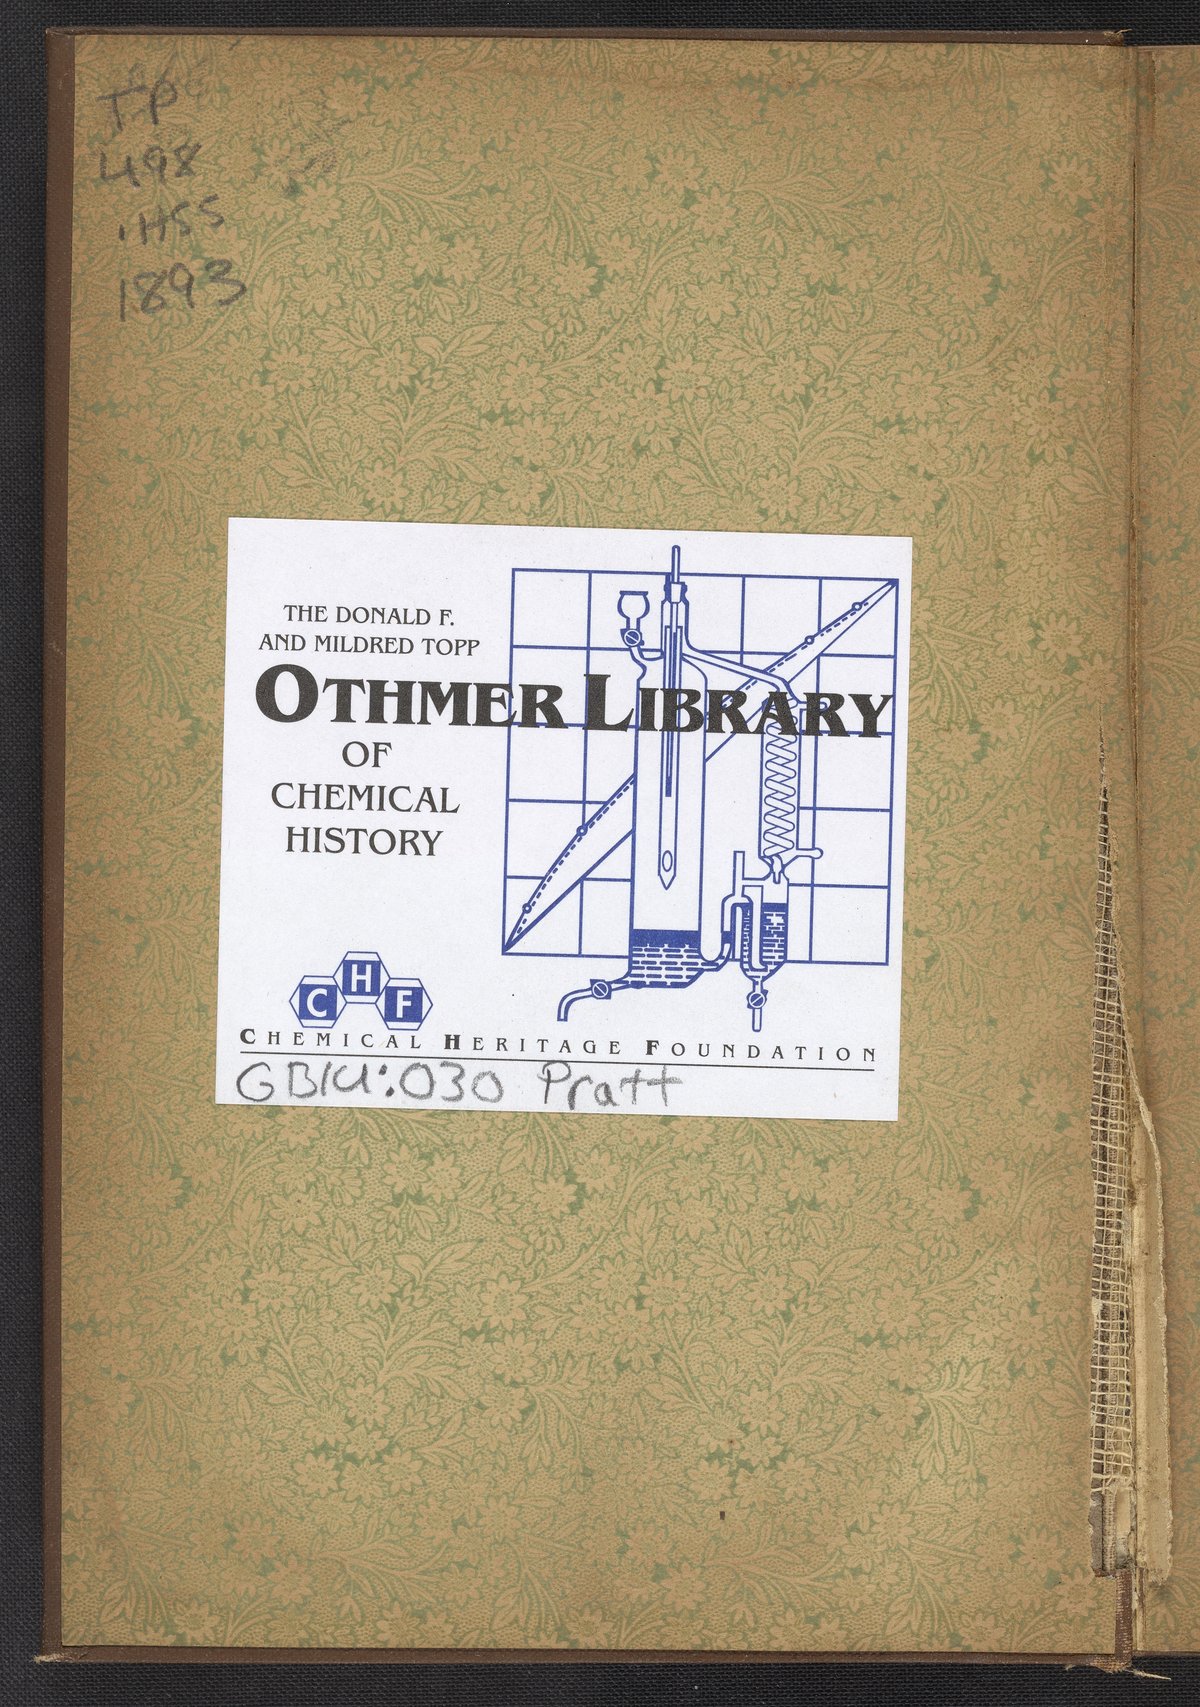 TP
498
.H55
1893
THE DONALD F.
AND MILDRED TOPP
OTHMER LIBRARY
OF
CHEMICAL
HISTORY
CHF
CHEMICAL HERITAGE FOUNDATION
GB14:030 Pratt